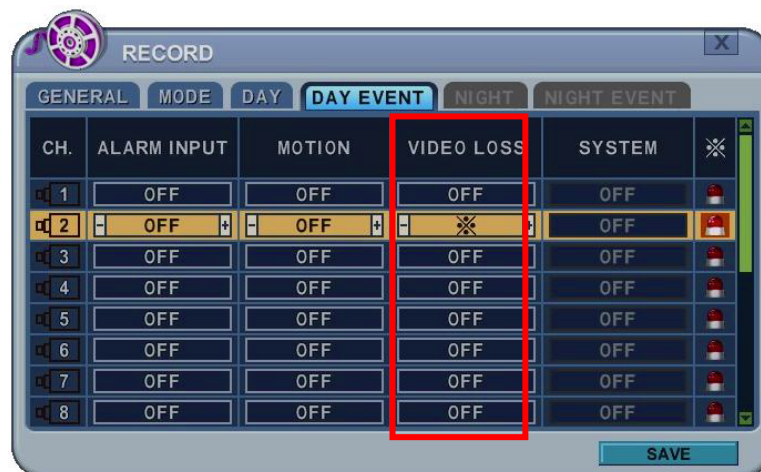 RECORD
X
GENERAL MODE DAY DAY EVENT NIGHT NIGHT EVENT
CH. ALARM INPUT MOTION VIDEO LOSS SYSTEM ※
1 OFF OFF OFF OFF
2 - OFF + - OFF + - ※ + OFF
3 OFF OFF OFF OFF
4 OFF OFF OFF OFF
5 OFF OFF OFF OFF
6 OFF OFF OFF OFF
7 OFF OFF OFF OFF
8 OFF OFF OFF OFF
SAVE